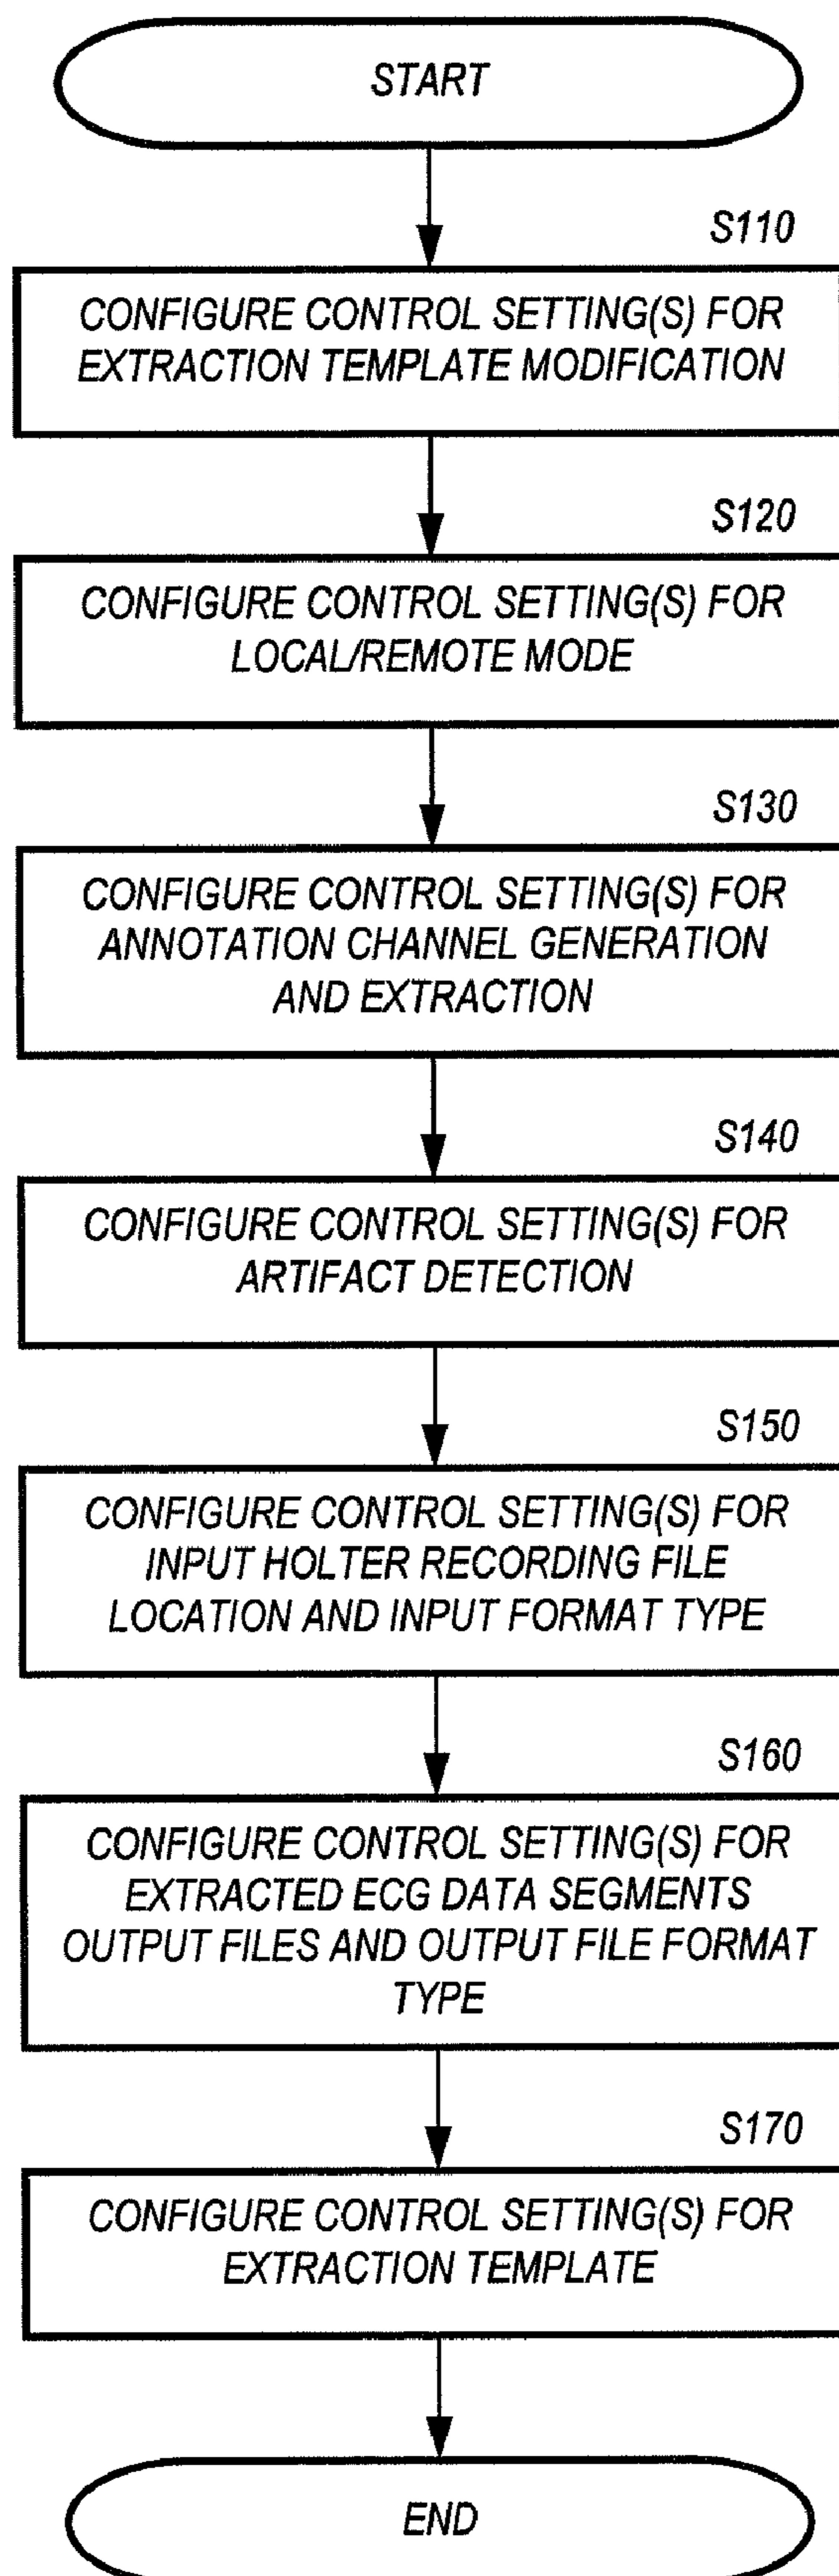 START
S110
CONFIGURE CONTROL SETTING(S) FOR
EXTRACTION TEMPLATE MODIFICATION
S120
CONFIGURE CONTROL SETTING(S) FOR
LOCAL/REMOTE MODE
S130
CONFIGURE CONTROL SETTING(S) FOR
ANNOTATION CHANNEL GENERATION
AND EXTRACTION
S140
CONFIGURE CONTROL SETTING(S) FOR
ARTIFACT DETECTION
S150
CONFIGURE CONTROL SETTING(S) FOR
INPUT HOLTER RECORDING FILE
LOCATION AND INPUT FORMAT TYPE
S160
CONFIGURE CONTROL SETTING(S) FOR
EXTRACTED ECG DATA SEGMENTS
OUTPUT FILES AND OUTPUT FILE FORMAT
TYPE
S170
CONFIGURE CONTROL SETTING(S) FOR
EXTRACTION TEMPLATE
END